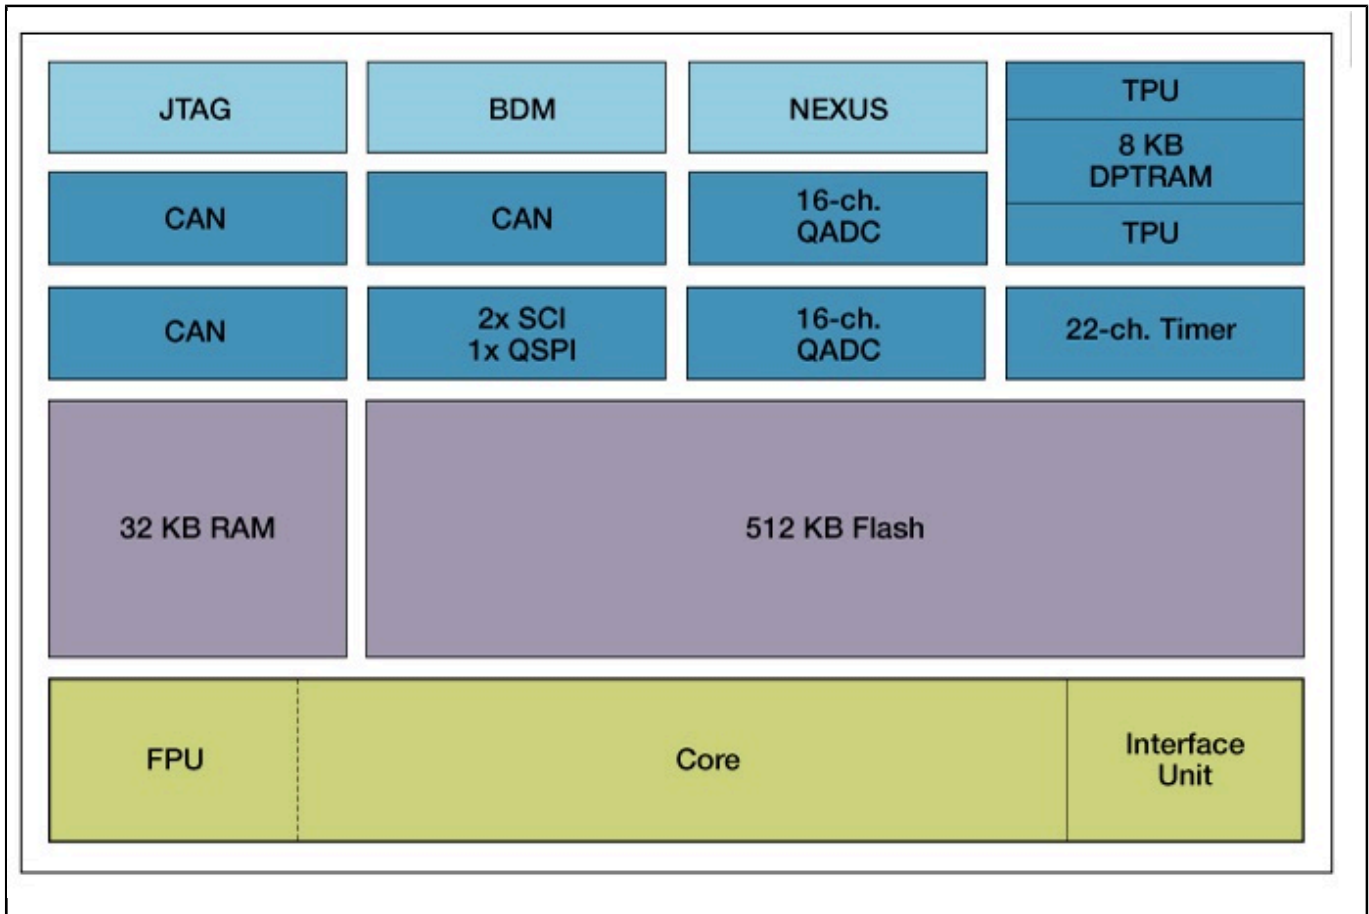 JTAG
BDM
NEXUS
TPU
8 KB
DPTRAM
TPU
CAN
CAN
16-ch.
QADC
CAN
2x SCI
1x QSPI
16-ch.
QADC
22-ch. Timer
32 KB RAM
512 KB Flash
FPU
Core
Interface
Unit